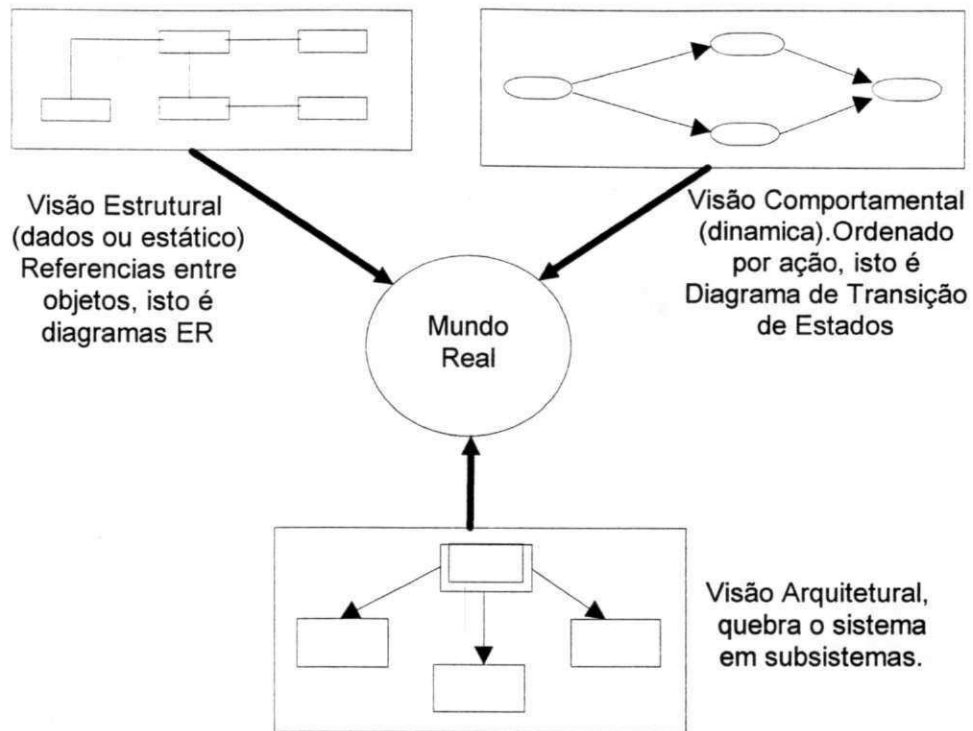 Visão Estrutural
(dados ou estático)
Referencias entre
objetos, isto é
diagramas ER
Visão Comportamental
(dinamica).Ordenado
por ação, isto é
Diagrama de Transição
de Estados
Mundo
Real
Visão Arquitetural,
quebra o sistema
em subsistemas.